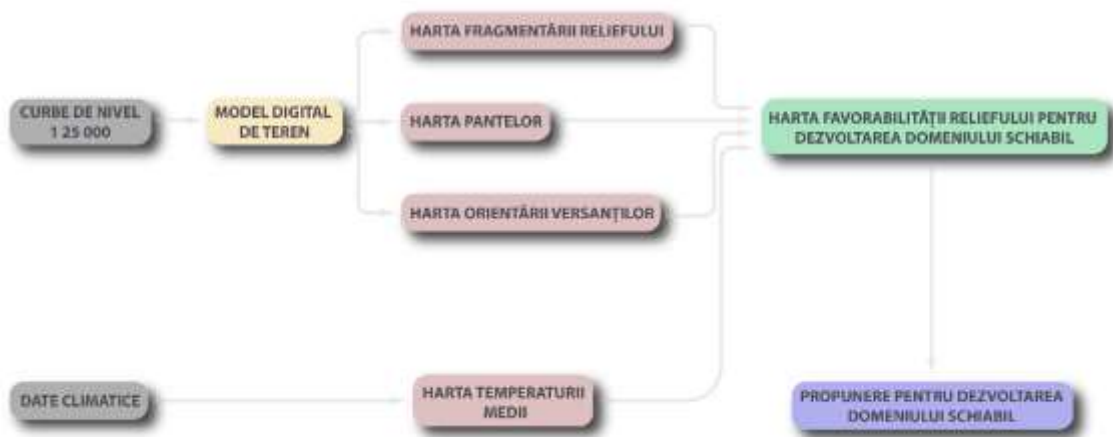 HARTA FRAGMENTĂRII RELIEFULUI
CURBE DE NIVEL
1 25 000
MODEL DIGITAL
DE TEREN
HARTA PANTELOR
HARTA FAVORABILITĂȚII RELIEFULUI PENTRU
DEZVOLTAREA DOMENIULUI SCHIABIL
HARTA ORIENTĂRII VERSANȚILOR
DATE CLIMATICE
HARTA TEMPERATURII
MEDII
PROPUNERE PENTRU DEZVOLTAREA
DOMENIULUI SCHIABIL